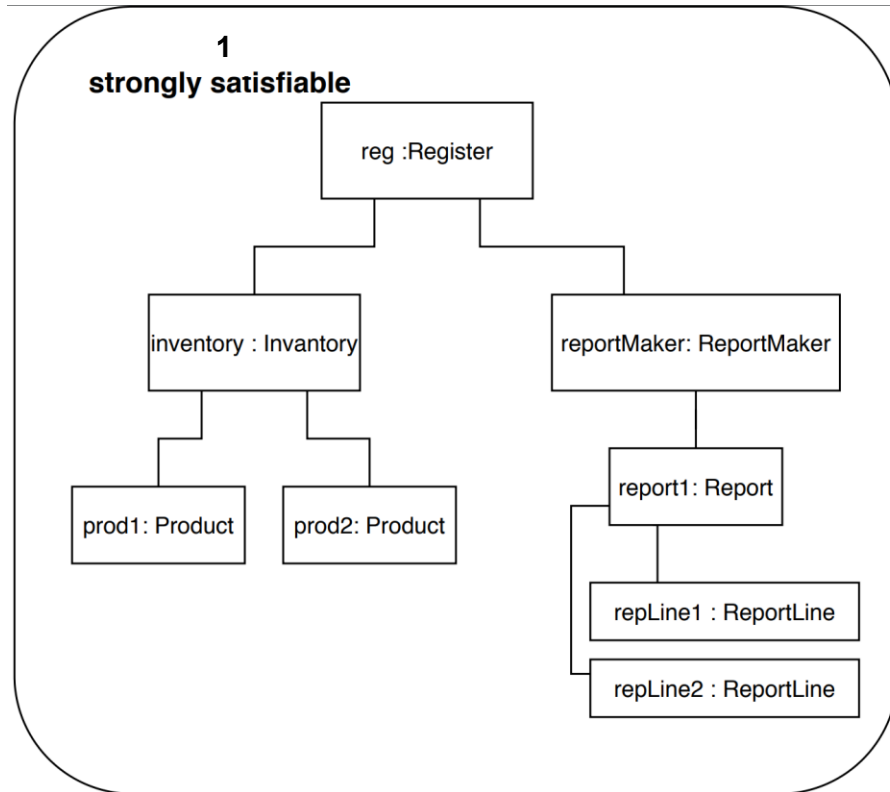 1
strongly satisfiable
reg :Register
inventory : Invantory
reportMaker: ReportMaker
prod1: Product
prod2: Product
report1: Report
repLine1 : ReportLine
repLine2 : ReportLine